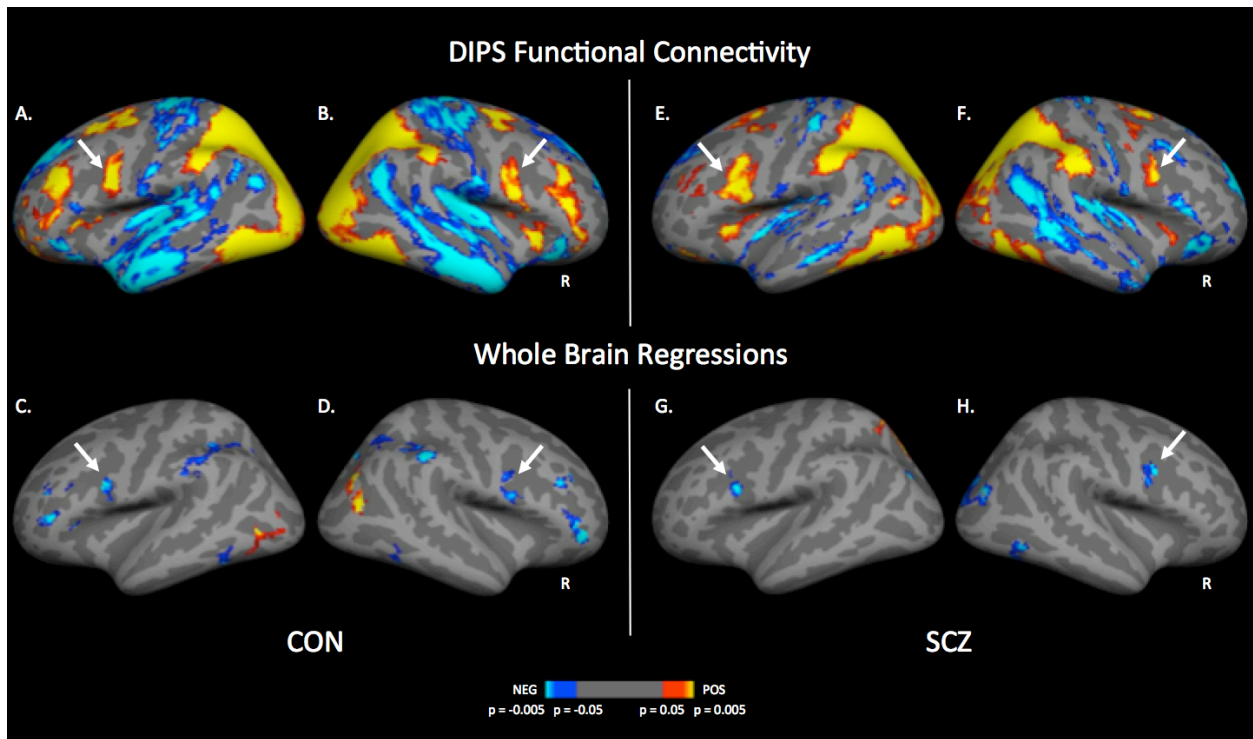 DIPS Functional Connectivity
A. B. E. F.
R R
Whole Brain Regressions
C. D. G. H.
R R
CON SCZ
NEG POS
p = -0.005 p = -0.05 p = 0.05 p = 0.005